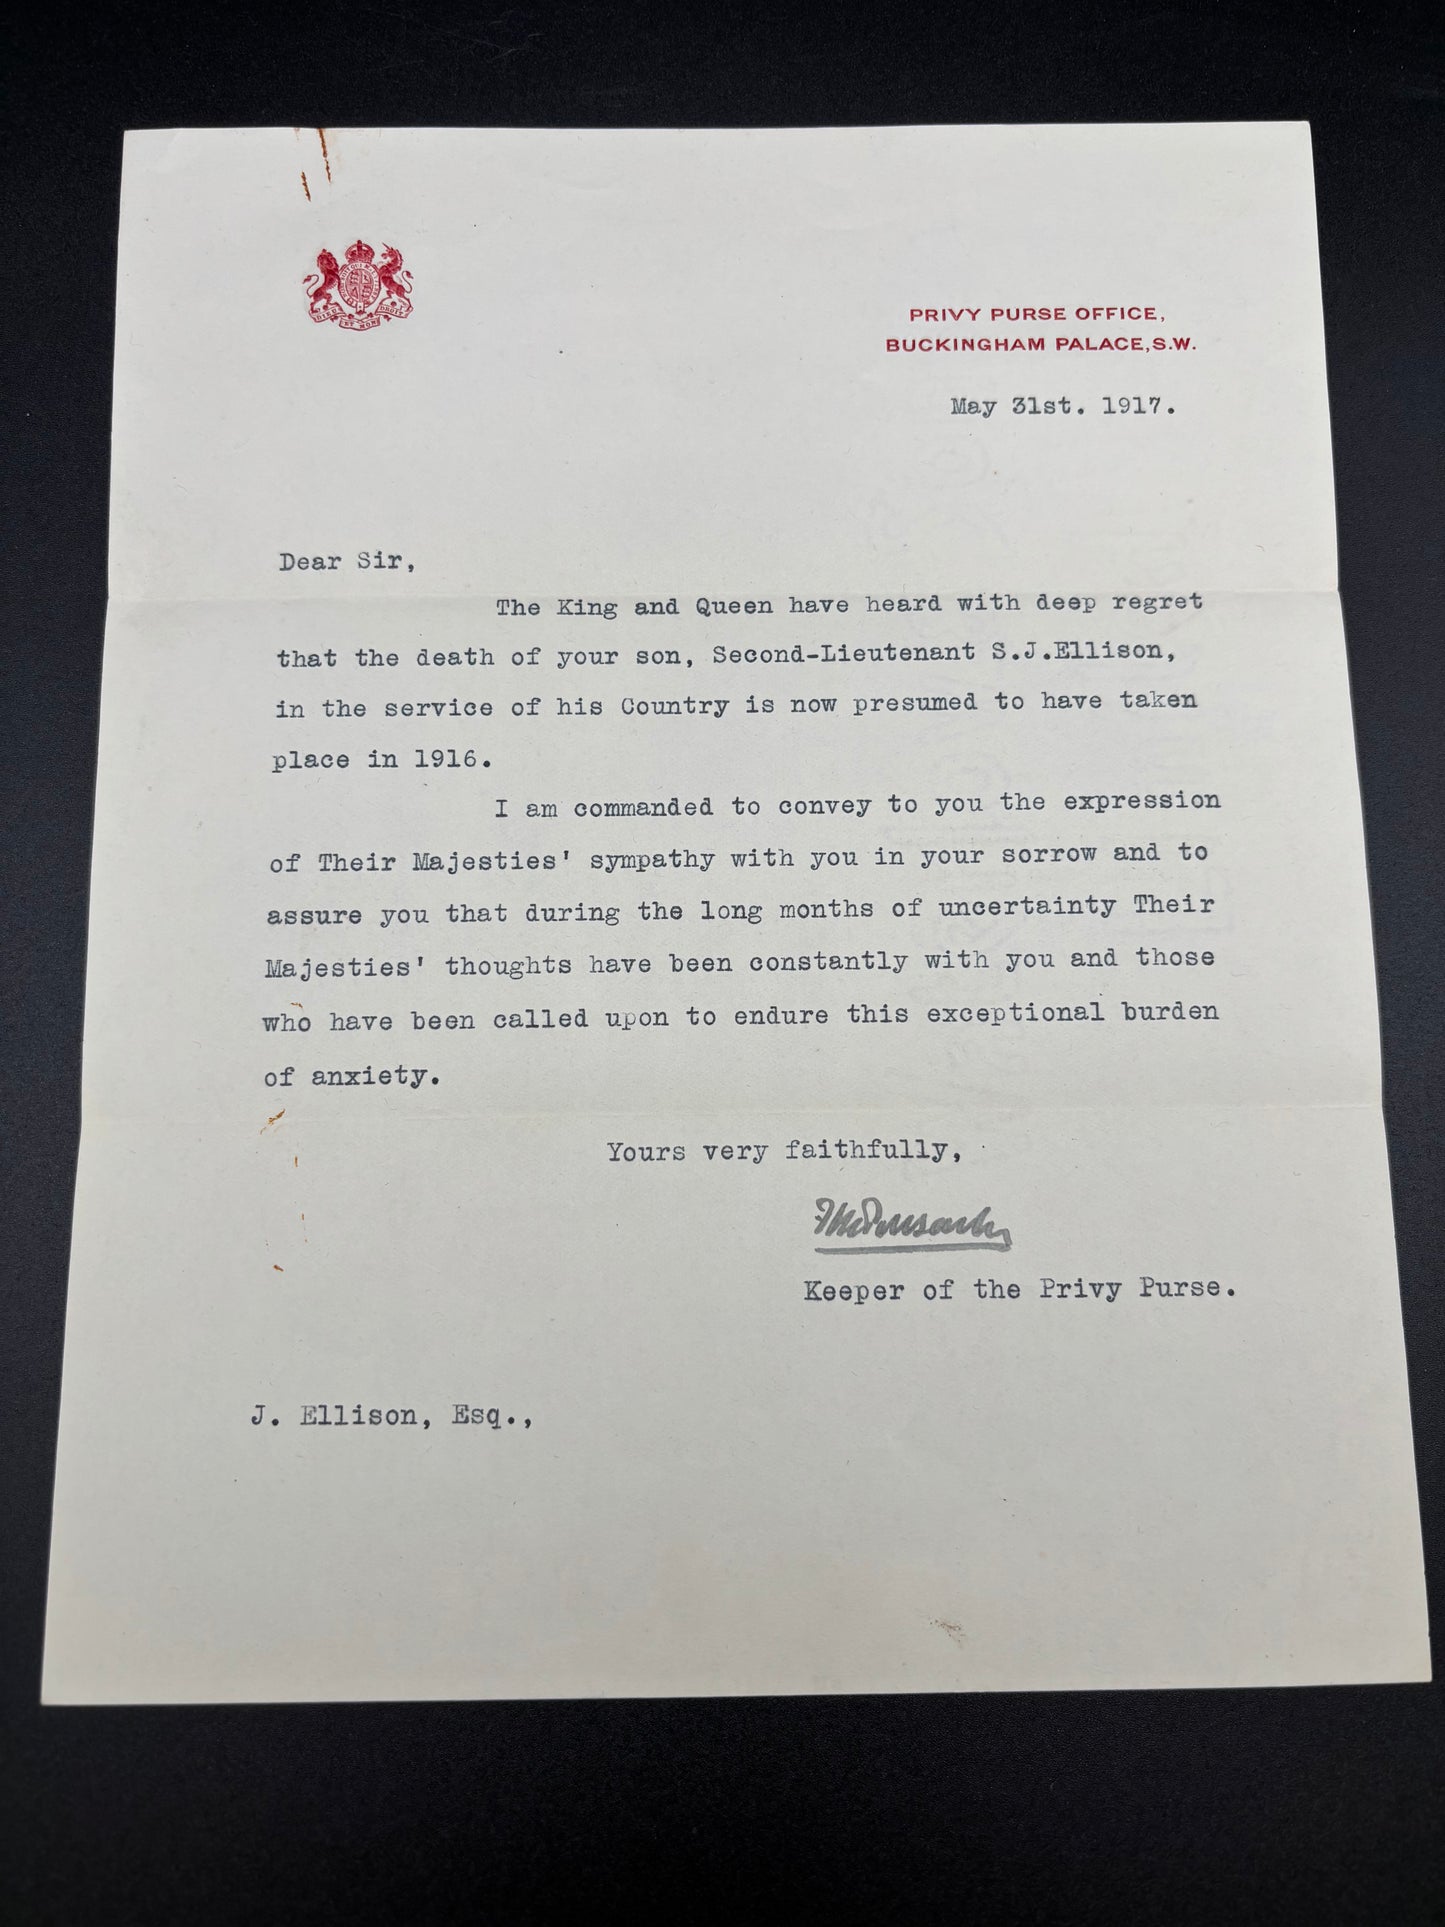 DIEU ET MON DROIT
PRIVY PURSE OFFICE,
BUCKINGHAM PALACE,S.W.
May 31st. 1917.
Dear Sir,
The King and Queen have heard with deep regret
that the death of your son, Second-Lieutenant S.J.Ellison,
in the service of his Country is now presumed to have taken
place in 1916.
I am commanded to convey to you the expression
of Their Majesties' sympathy with you in your sorrow and to
assure you that during the long months of uncertainty Their
Majesties' thoughts have been constantly with you and those
who have been called upon to endure this exceptional burden
of anxiety.
Yours very faithfully,
Keeper of the Privy Purse.
J. Ellison, Esq.,